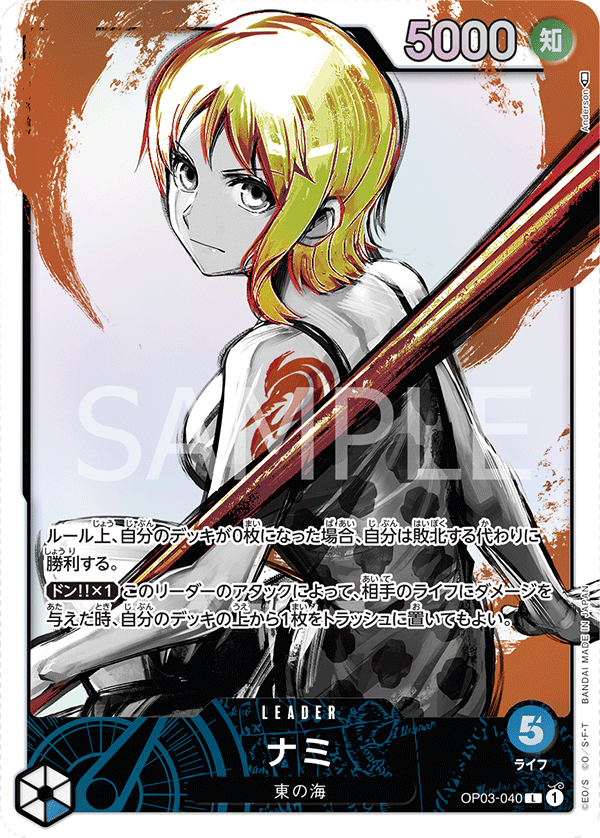 5000 知
Anderson
SAMPLE
ルール上、自分のデッキが0枚になった場合、自分は敗北する代わりに
勝利する。
ドン!!×1 このリーダーのアタックによって、相手のライフにダメージを
与えた時、自分のデッキの上から1枚をトラッシュに置いてもよい。
LEADER
ナミ
東の海
5
ライフ
OP03-040 L 1
©EO/S ©O/S・F・T BANDAI MADE IN JAPAN